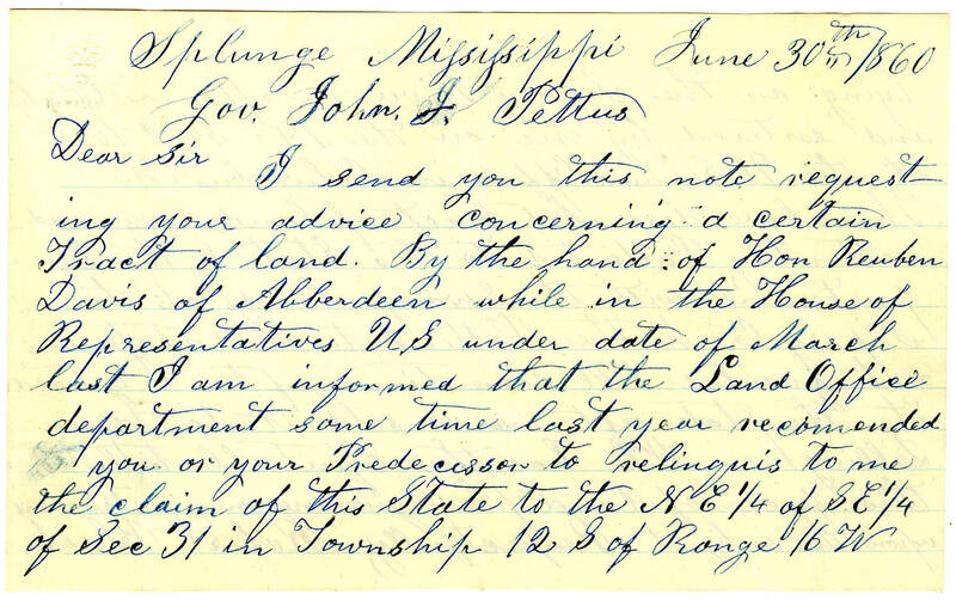 Splunge Mississippi June 30th 1860
Gov. John. J. Pettus
Dear Sir
I send you this note request-
ing your advice concerning a certain
Tract of land. By the hand of Hon Reuben
Davis of Abberdeen while in the House of
Representatives US under date of March
last I am informed that the Land Office
department some time last year recomended
you or your Predecessor to relinquis to me
the claim of this State to the N E 1/4 of S E 1/4
of Sec 31 in Township 12 S of Range 16 W